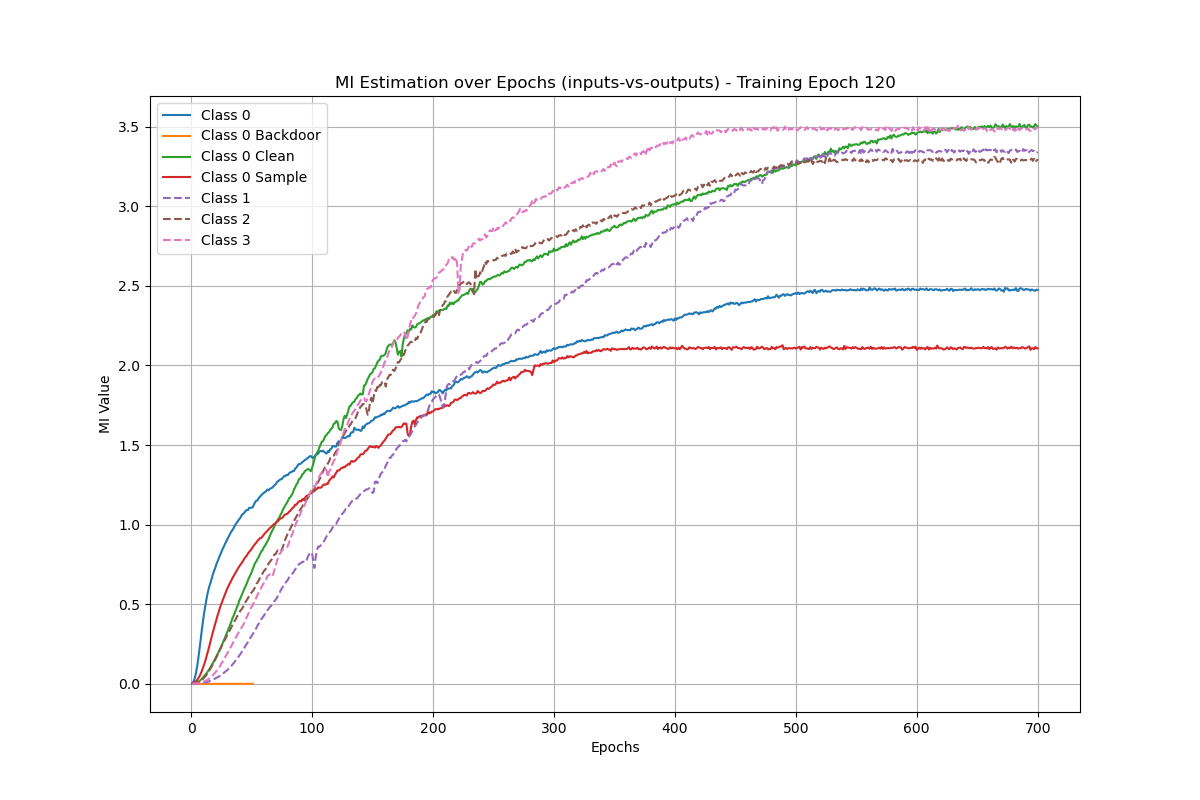 MI Estimation over Epochs (inputs-vs-outputs) - Training Epoch 120
Class 0
Class 0 Backdoor
Class 0 Clean
Class 0 Sample
Class 1
Class 2
Class 3
MI Value
3.5
3.0
2.5
2.0
1.5
1.0
0.5
0.0
0 100 200 300 400 500 600 700
Epochs